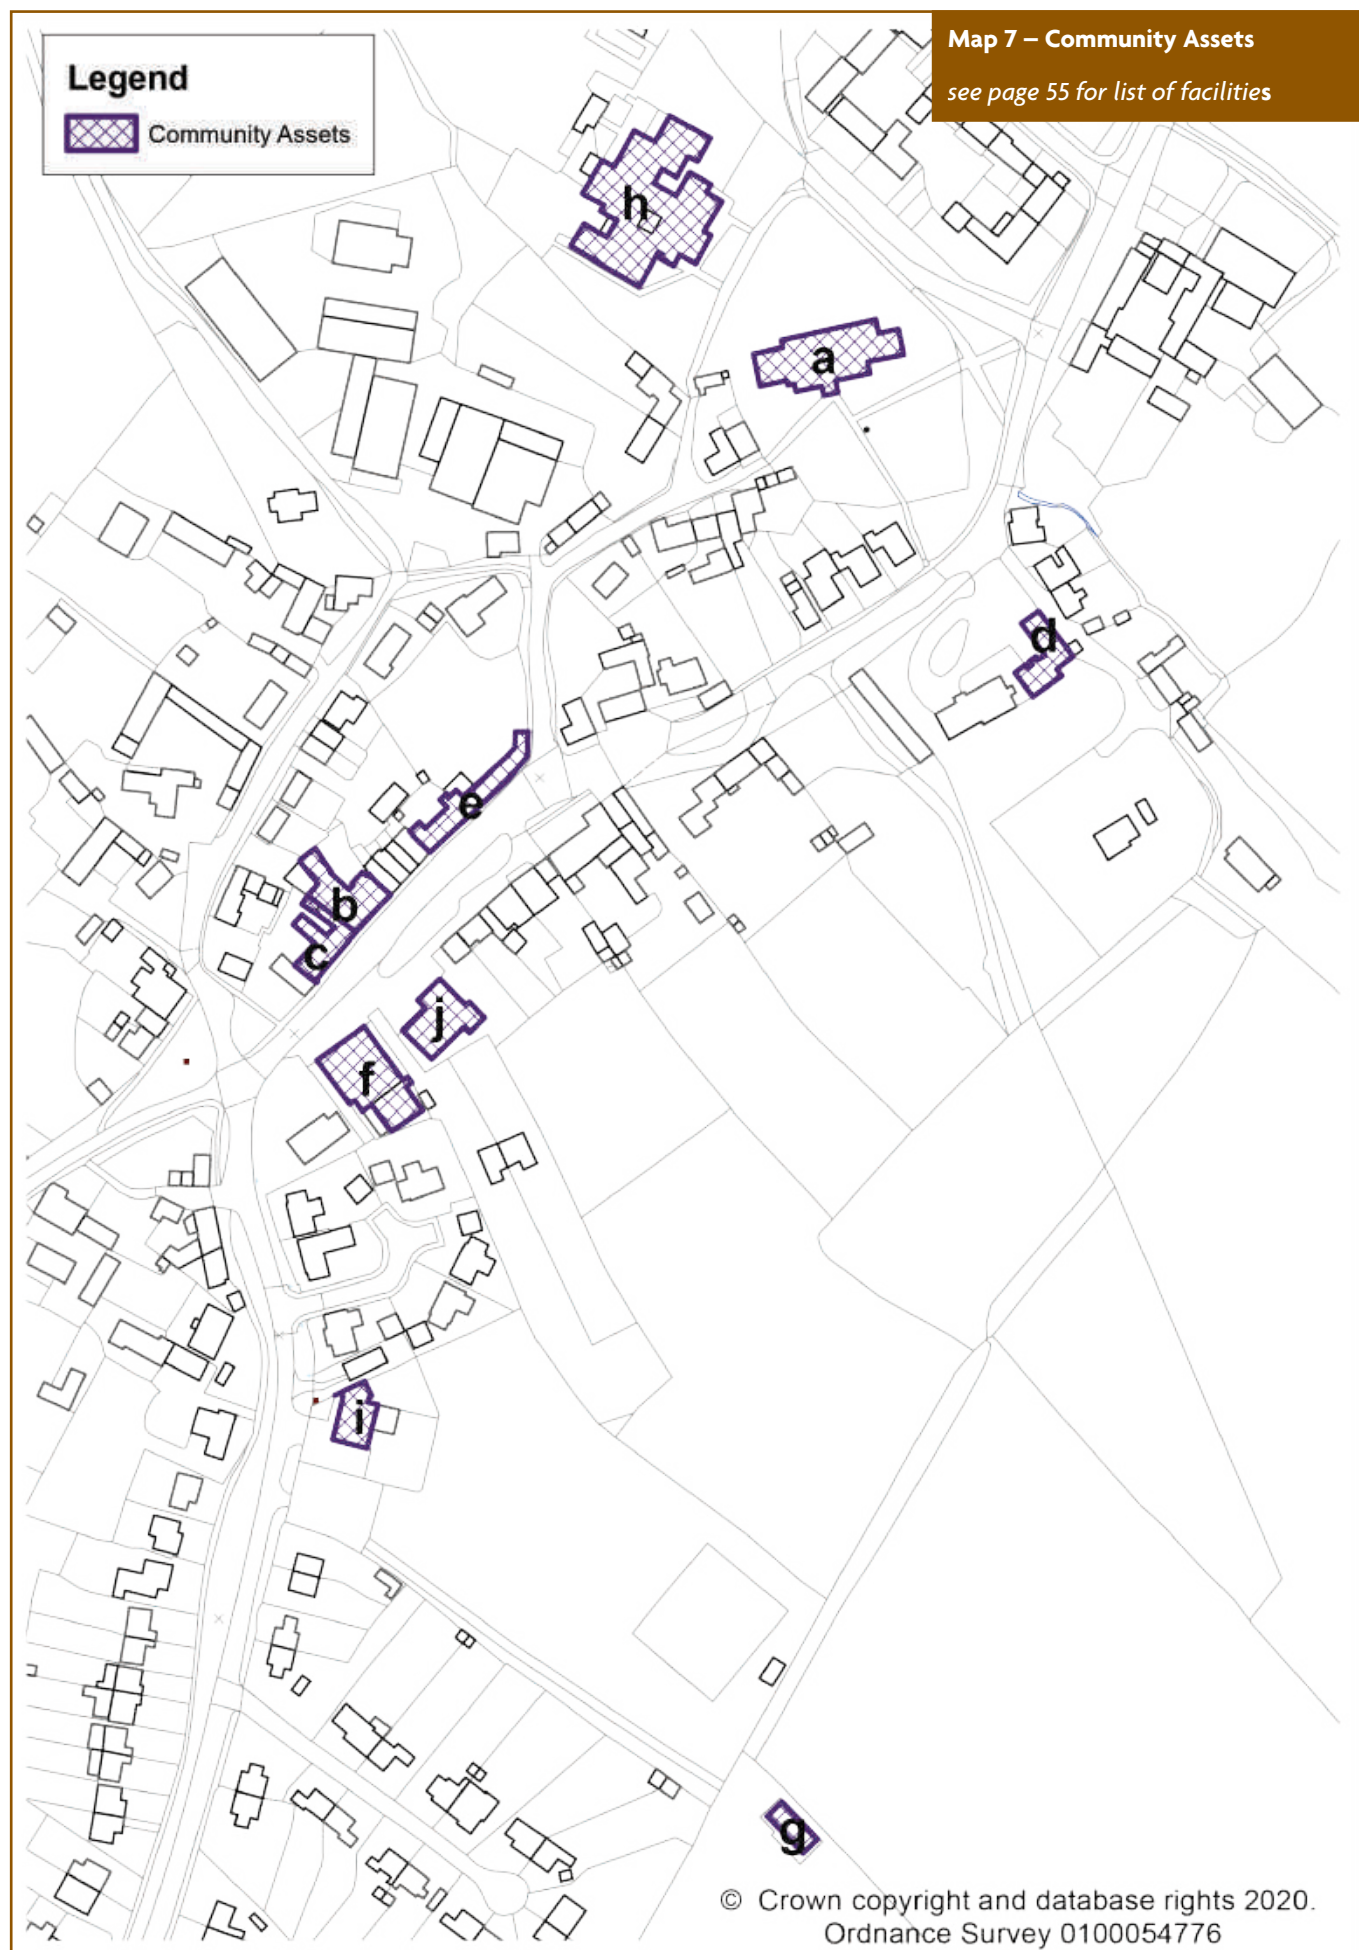 Map 7 – Community Assets
see page 55 for list of facilities
Legend
Community Assets
h
a
d
e
b
c
j
f
i
g
© Crown copyright and database rights 2020.
Ordnance Survey 0100054776